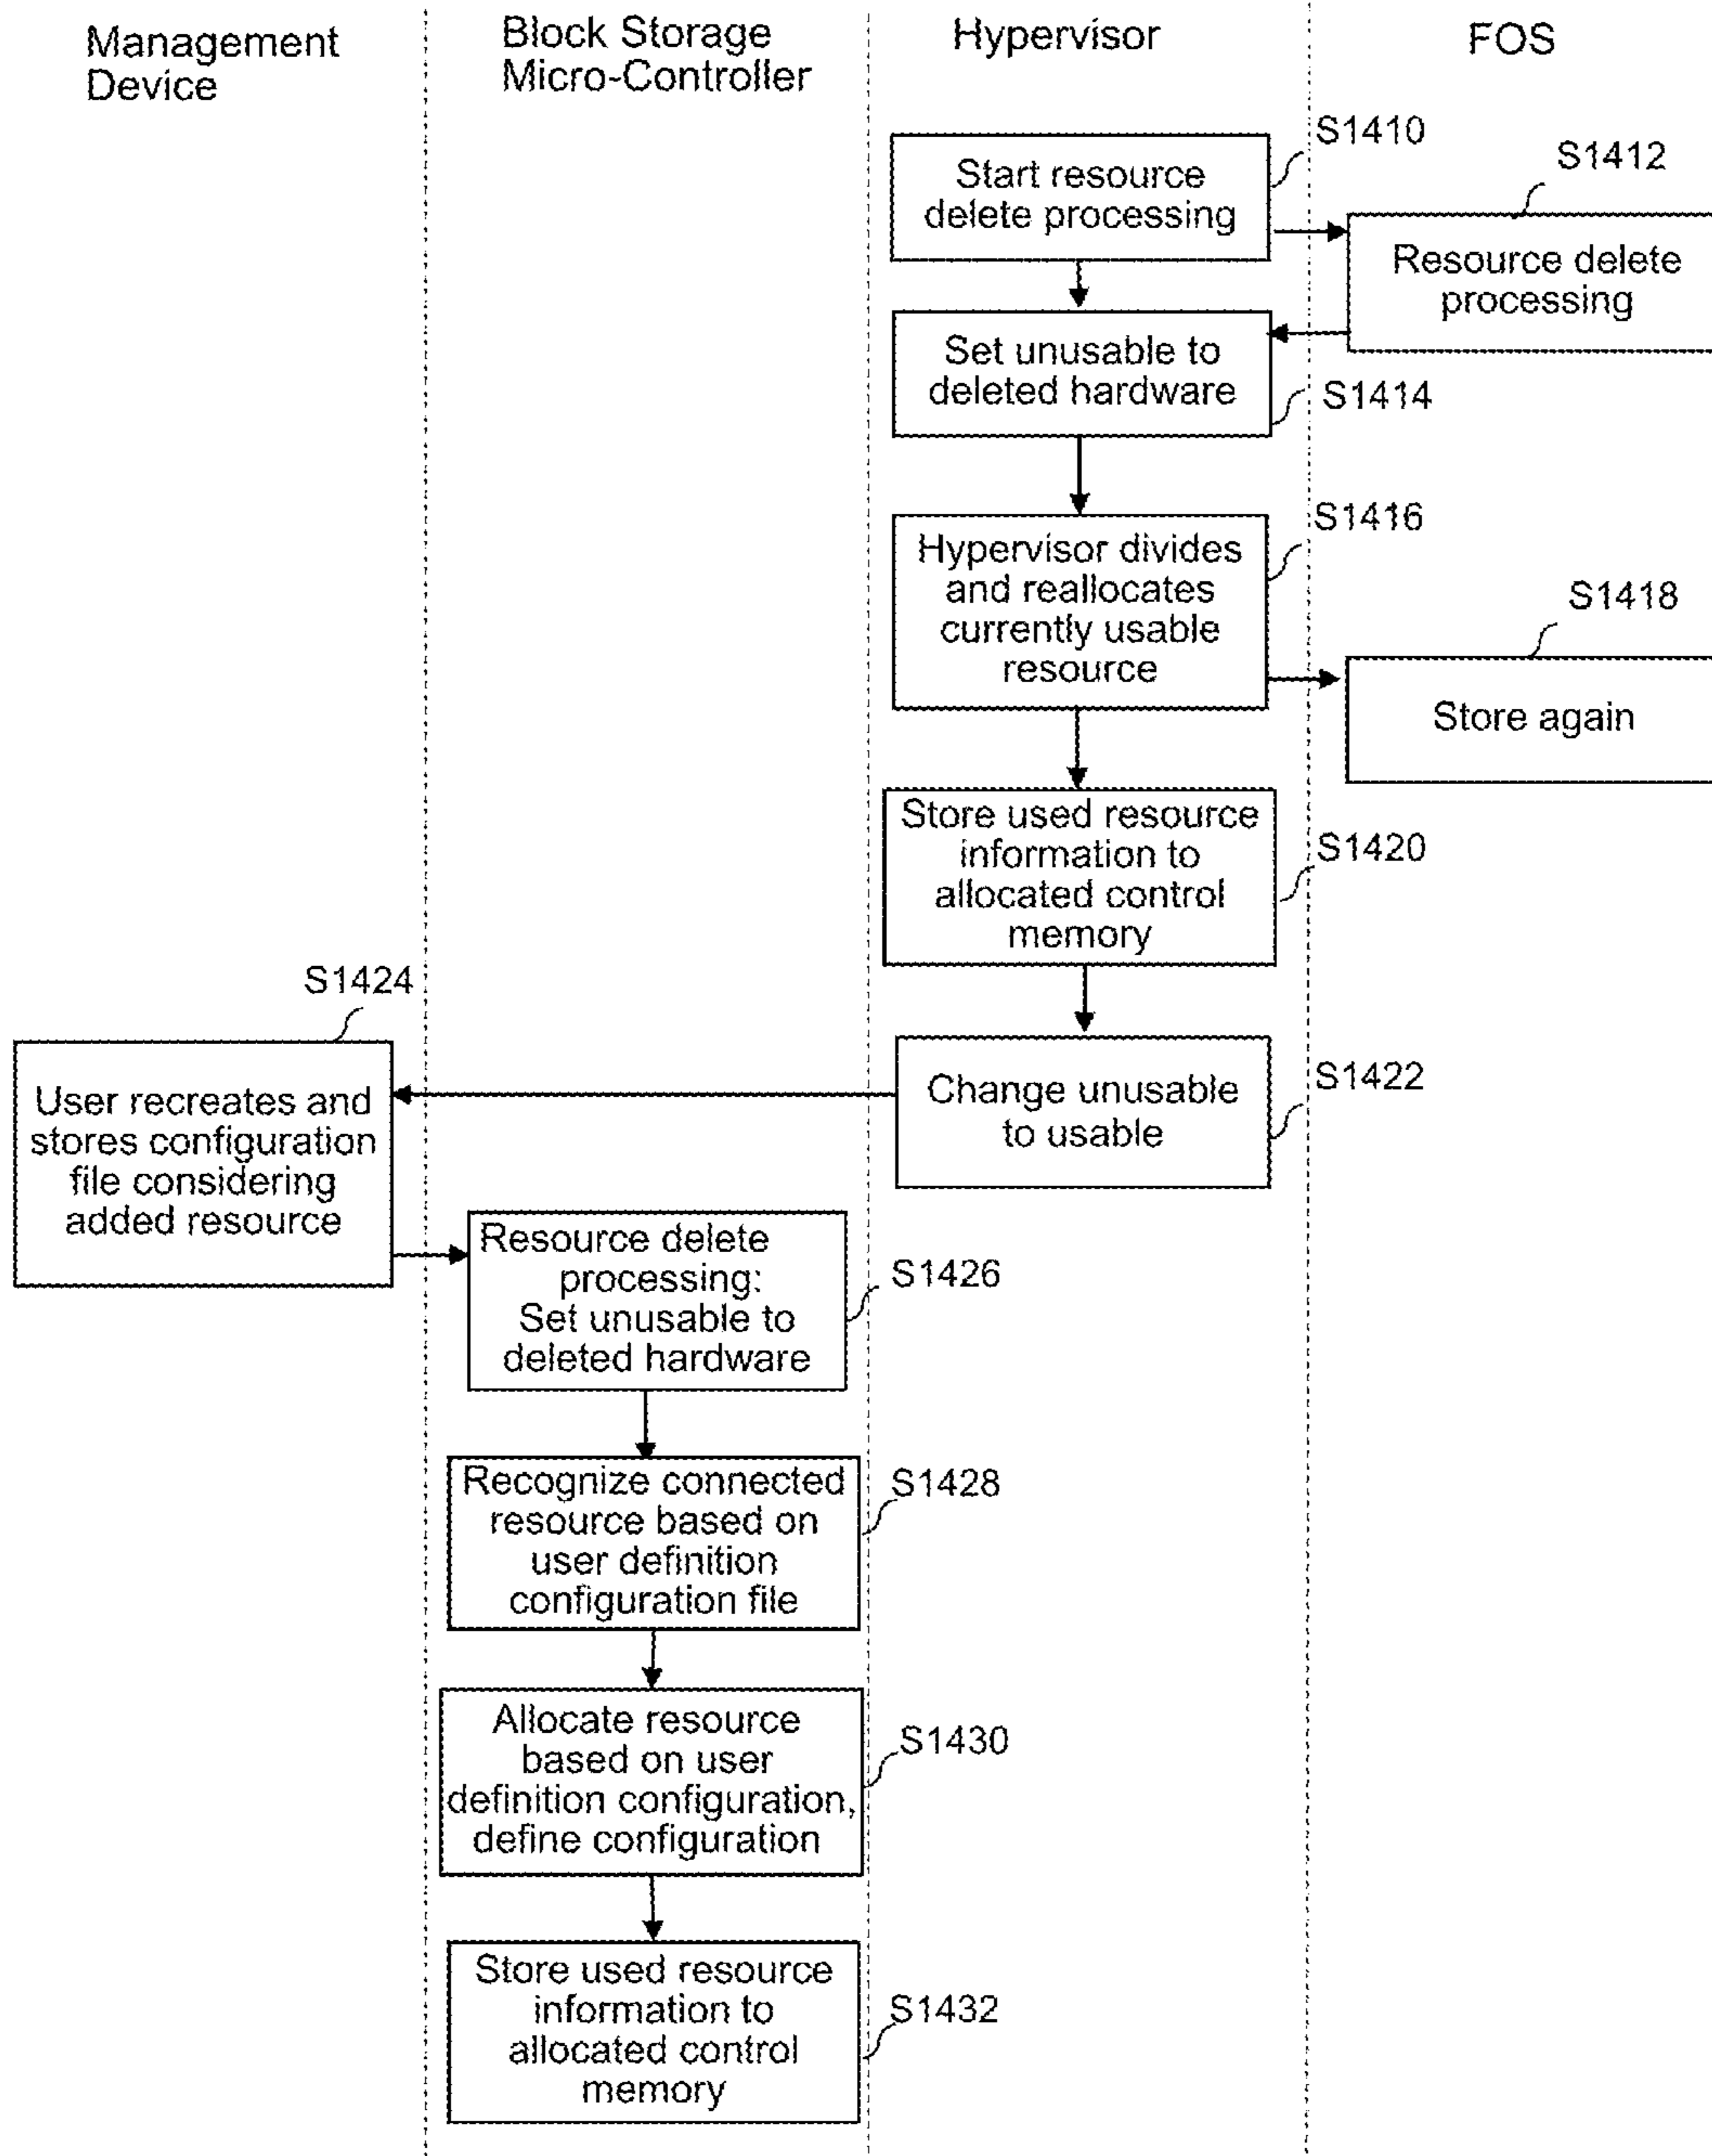 Management
Device
Block Storage
Micro-Controller
Hypervisor
FOS
S1410
Start resource
delete processing
S1412
Resource delete
processing
Set unusable to
deleted hardware
S1414
S1416
Hypervisor divides
and reallocates
currently usable
resource
S1418
Store again
Store used resource
information to
allocated control
memory
S1420
S1424
User recreates and
stores configuration
file considering
added resource
Change unusable
to usable
S1422
Resource delete
processing:
Set unusable to
deleted hardware
S1426
Recognize connected
resource based on
user definition
configuration file
S1428
Allocate resource
based on user
definition configuration,
define configuration
S1430
Store used resource
information to
allocated control
memory
S1432